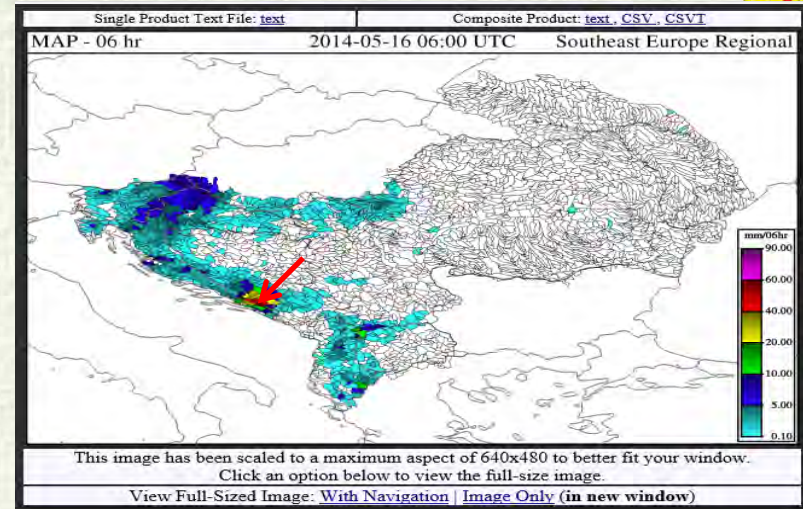 Single Product Text File: text
Composite Product: text , CSV , CSVT
MAP - 06 hr 2014-05-16 06:00 UTC Southeast Europe Regional
mm/06hr
90.00
60.00
40.00
20.00
10.00
5.00
0.10
This image has been scaled to a maximum aspect of 640x480 to better fit your window.
Click an option below to view the full-size image.
View Full-Sized Image: With Navigation | Image Only (in new window)